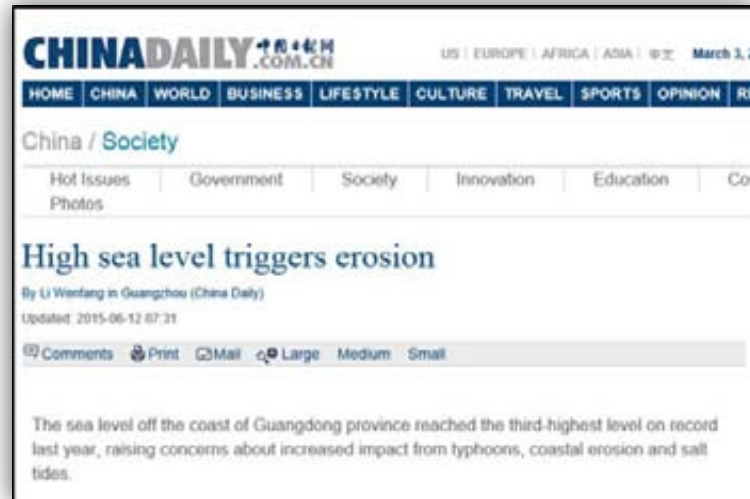 CHINADAILY 中国日报网
.COM.CN
US | EUROPE | AFRICA | ASIA | 中文 March 3, 2
HOME CHINA WORLD BUSINESS LIFESTYLE CULTURE TRAVEL SPORTS OPINION R
China / Society
Hot Issues Government Society Innovation Education Co
Photos
High sea level triggers erosion
By Li Wenfang in Guangzhou (China Daily)
Updated: 2015-06-12 07:31
Comments Print Mail Large Medium Small
The sea level off the coast of Guangdong province reached the third-highest level on record
last year, raising concerns about increased impact from typhoons, coastal erosion and salt
tides.